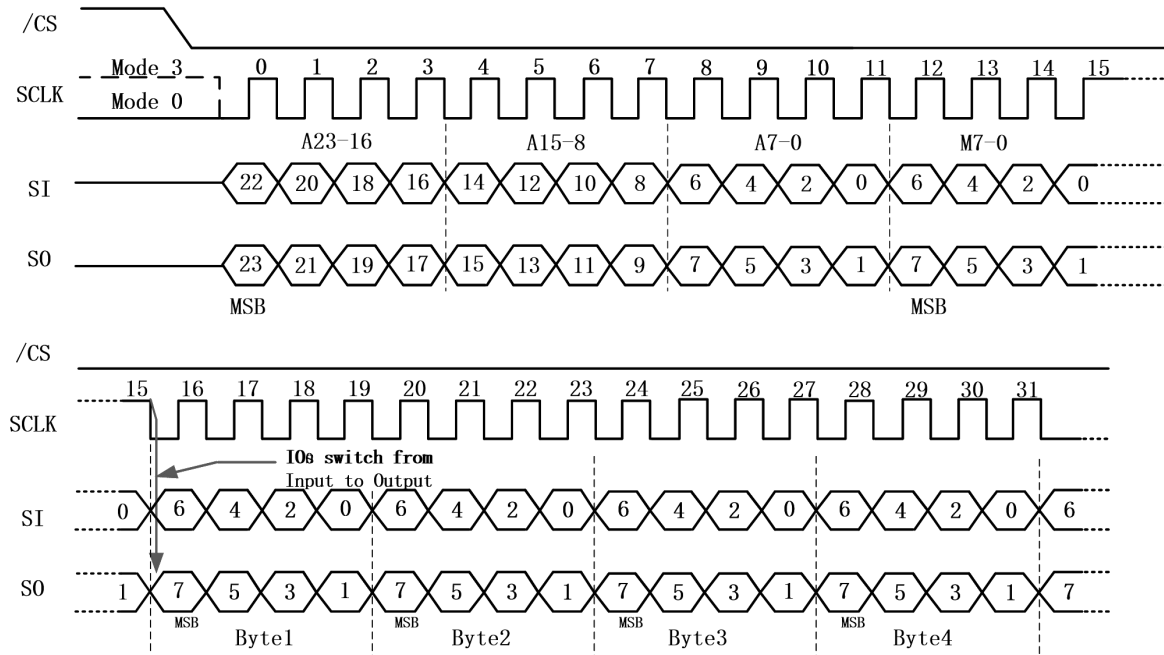 /CS
Mode 3 0 1 2 3 4 5 6 7 8 9 10 11 12 13 14 15
SCLK
Mode 0
A23-16 A15-8 A7-0 M7-0
SI 22 20 18 16 14 12 10 8 6 4 2 0 6 4 2 0
SO 23 21 19 17 15 13 11 9 7 5 3 1 7 5 3 1
MSB MSB
/CS
15 16 17 18 19 20 21 22 23 24 25 26 27 28 29 30 31
SCLK
IOs switch from
Input to Output
SI 0 6 4 2 0 6 4 2 0 6 4 2 0 6 4 2 0 6
SO 1 7 5 3 1 7 5 3 1 7 5 3 1 7 5 3 1 7
MSB MSB MSB MSB
Byte1 Byte2 Byte3 Byte4